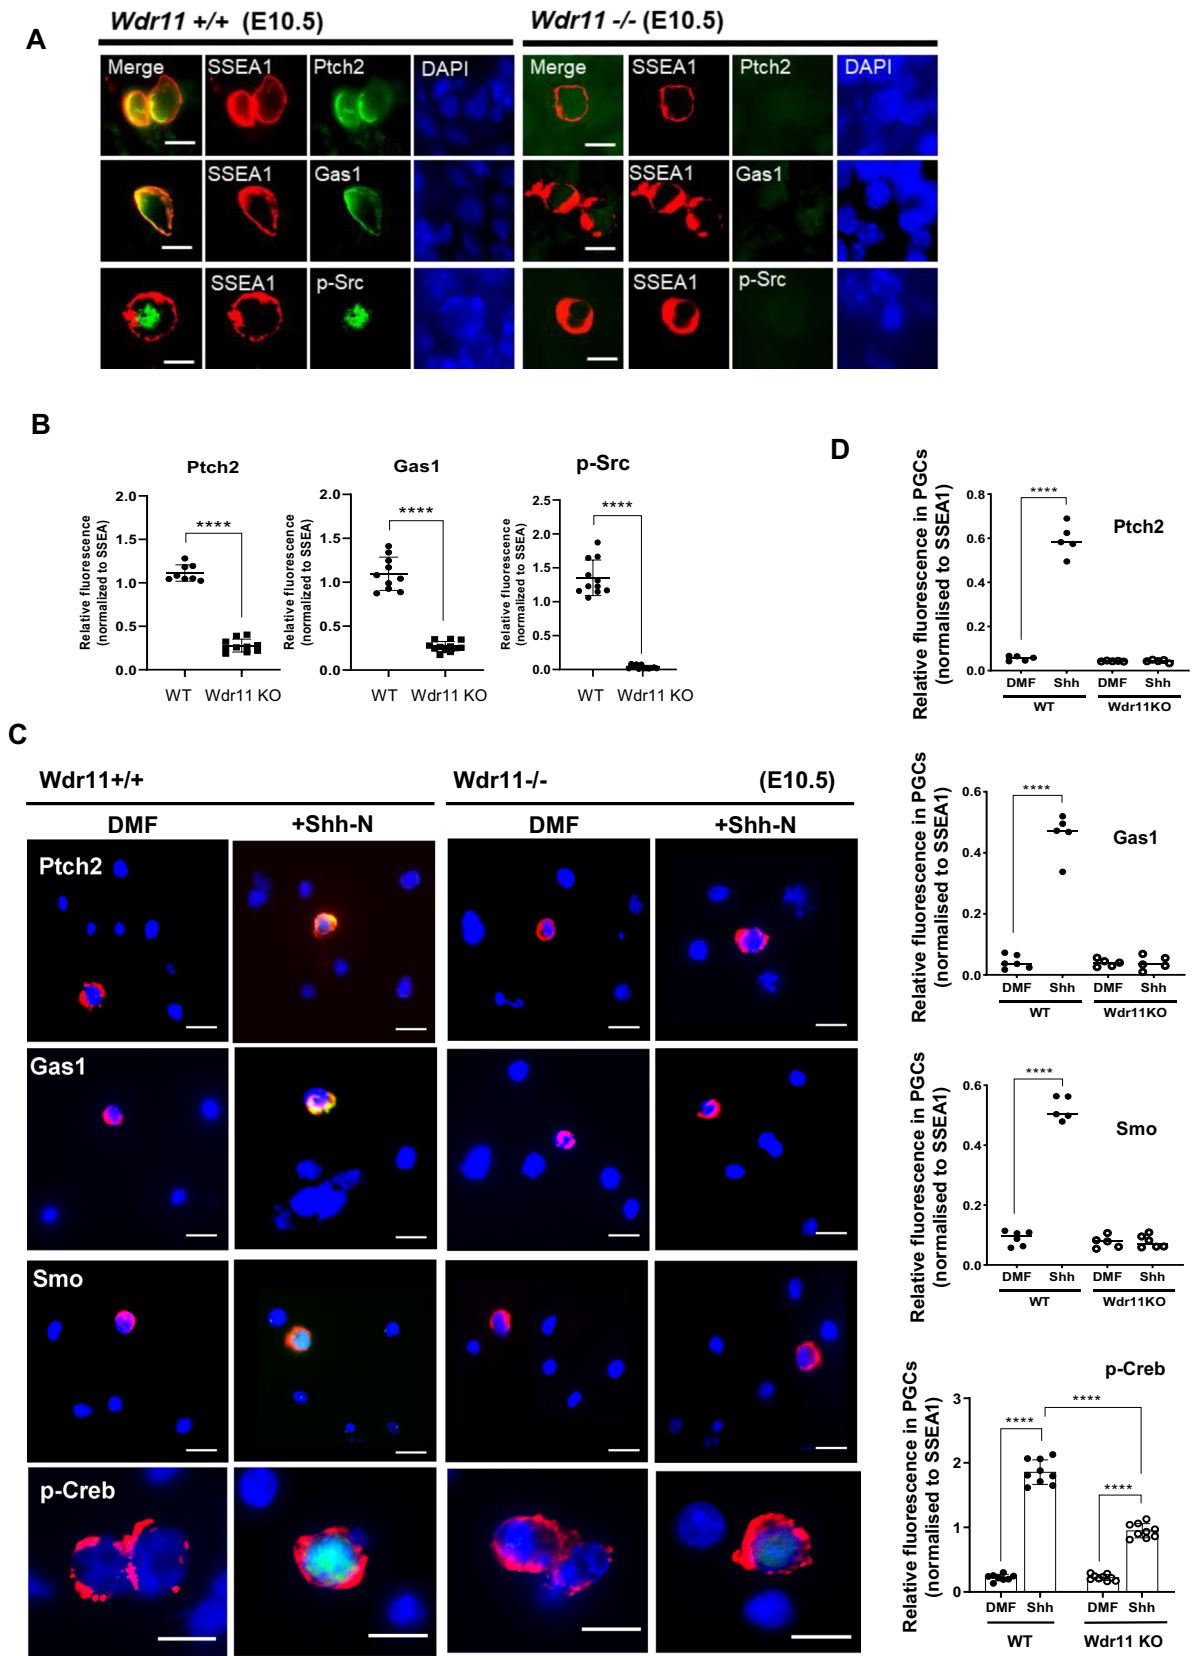 A
Wdr11 +/+ (E10.5)
Wdr11 -/- (E10.5)
Merge SSEA1 Ptch2 DAPI Merge SSEA1 Ptch2 DAPI
SSEA1 Gas1 SSEA1 Gas1
SSEA1 p-Src SSEA1 p-Src
B
Ptch2
Relative fluorescence
(normalized to SSEA)
2.0
1.5
1.0
0.5
0.0
****
WT Wdr11 KO
Gas1
Relative fluorescence
(normalized to SSEA)
2.0
1.5
1.0
0.5
0.0
****
WT Wdr11 KO
p-Src
Relative fluorescence
(normalized to SSEA)
2.5
2.0
1.5
1.0
0.5
0.0
****
WT Wdr11 KO
C
Wdr11+/+ Wdr11-/- (E10.5)
DMF +Shh-N DMF +Shh-N
Ptch2
Gas1
Smo
p-Creb
D
Relative fluorescence in PGCs
(normalised to SSEA1)
0.8
0.6
0.4
0.2
0.0
****
Ptch2
DMF Shh DMF Shh
WT Wdr11KO
Relative fluorescence in PGCs
(normalised to SSEA1)
0.6
0.4
0.2
0.0
****
Gas1
DMF Shh DMF Shh
WT Wdr11KO
Relative fluorescence in PGCs
(normalised to SSEA1)
0.6
0.4
0.2
0.0
****
Smo
DMF Shh DMF Shh
WT Wdr11KO
p-Creb
Relative fluorescence in PGCs
(normalised to SSEA1)
3
2
1
0
****
****
****
DMF Shh DMF Shh
WT Wdr11 KO